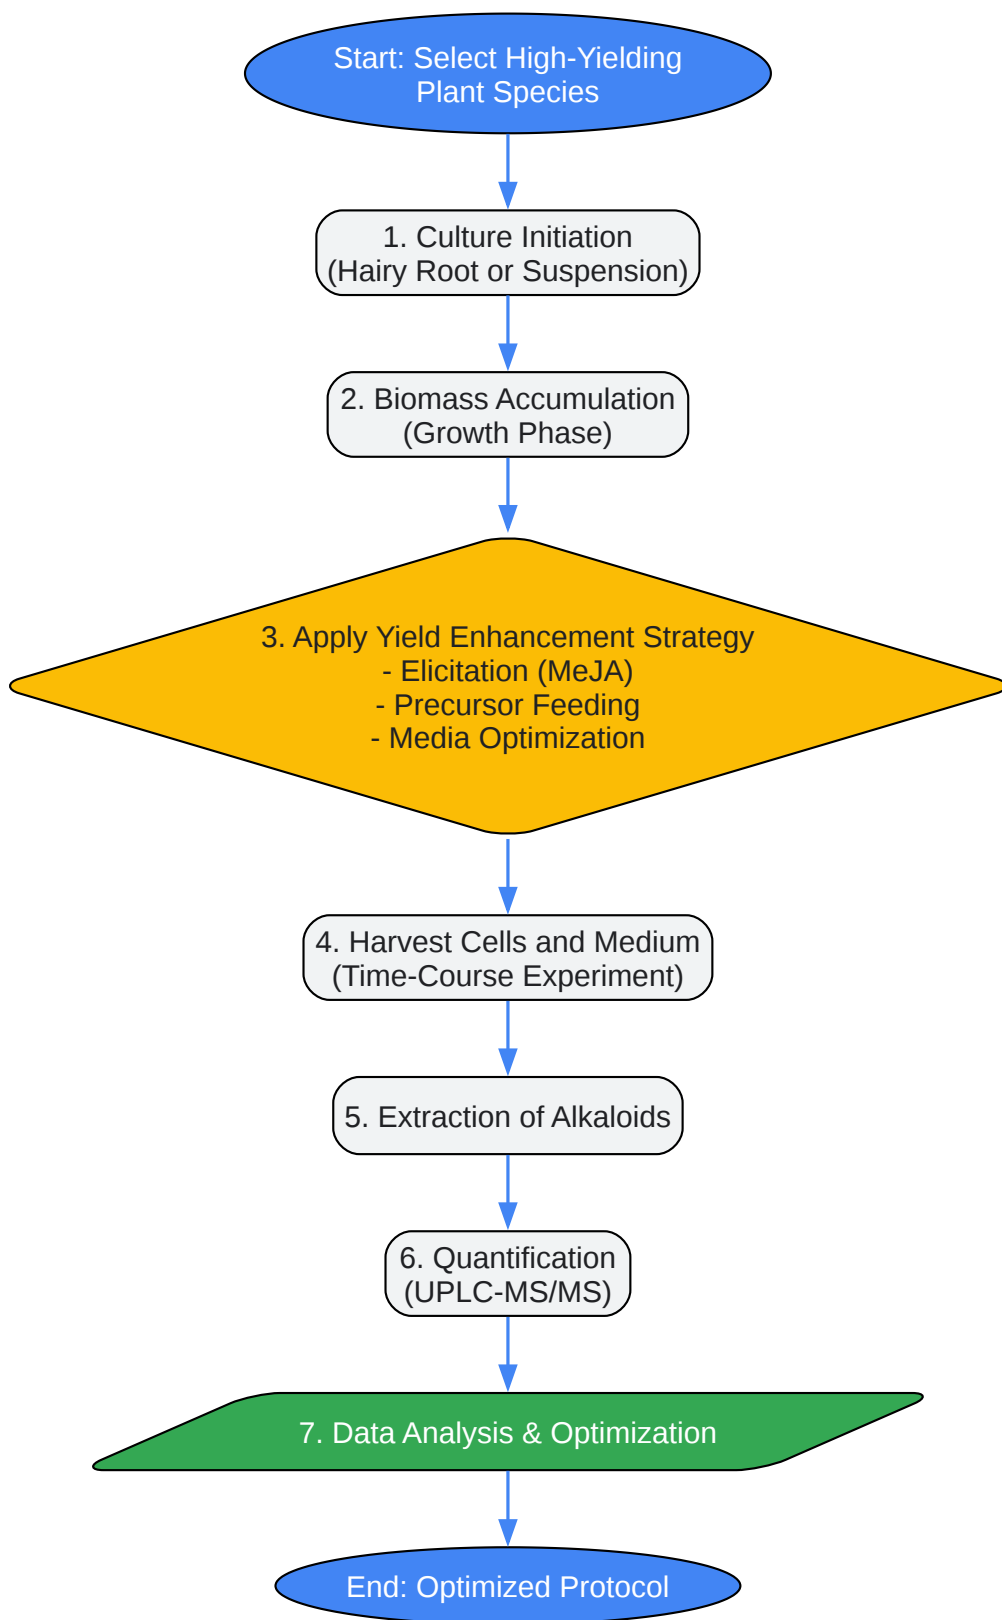 Start: Select High-Yielding
Plant Species
1. Culture Initiation
(Hairy Root or Suspension)
2. Biomass Accumulation
(Growth Phase)
3. Apply Yield Enhancement Strategy
- Elicitation (MeJA)
- Precursor Feeding
- Media Optimization
4. Harvest Cells and Medium
(Time-Course Experiment)
5. Extraction of Alkaloids
6. Quantification
(UPLC-MS/MS)
7. Data Analysis & Optimization
End: Optimized Protocol